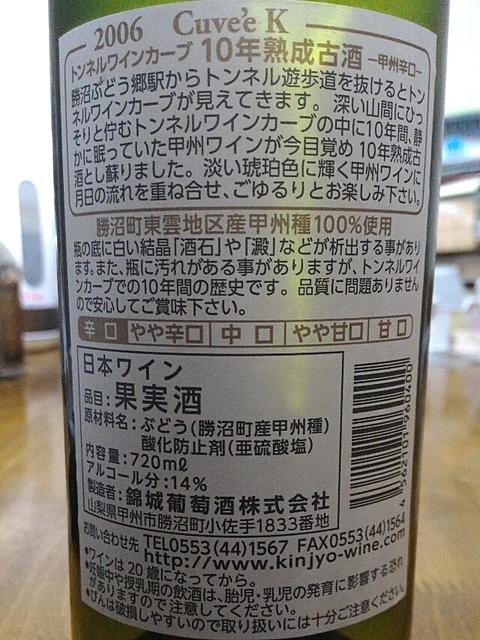 2006 Cuve'e K
トンネルワインカーブ 10年熟成古酒 —甲州辛口—
勝沼ぶどう郷駅からトンネル遊歩道を抜けるとトン
ネルワインカーブが見えてきます。深い山間にひっ
そりと佇むトンネルワインカーブの中に10年間、静
かに眠っていた甲州ワインが今目覚め 10年熟成古
酒として蘇りました。淡い琥珀色に輝く甲州ワインに
月日の流れを重ね合せ、ごゆるりとお楽しみ下さい。
勝沼町東雲地区産甲州種100%使用
瓶の底に白い結晶「酒石」や「澱」などが析出する事があり
ます。また、瓶に汚れがある事がありますが、トンネルワイ
ンカーブでの10年間の歴史です。品質に問題ありません
ので安心してご賞味下さい。
辛口 やや辛口 中口 やや甘口 甘口
日本ワイン
品目:果実酒
原材料名:ぶどう(勝沼町産甲州種)
酸化防止剤(亜硫酸塩)
内容量:720mℓ
アルコール分:14%
製造者:錦城葡萄酒株式会社
山梨県甲州市勝沼町小佐手1833番地
4 562101 960400
お問い合わせ先 TEL0553(44)1567 FAX0553(44)1564
http://www.kinjyo-wine.com
●ワインは20歳になってから。
●妊娠中や授乳期の飲酒は、胎児・乳児の発育に影響する恐れ
がありますので注意してください。
●びんは破損しやすいので取り扱いには十分ご注意ください。